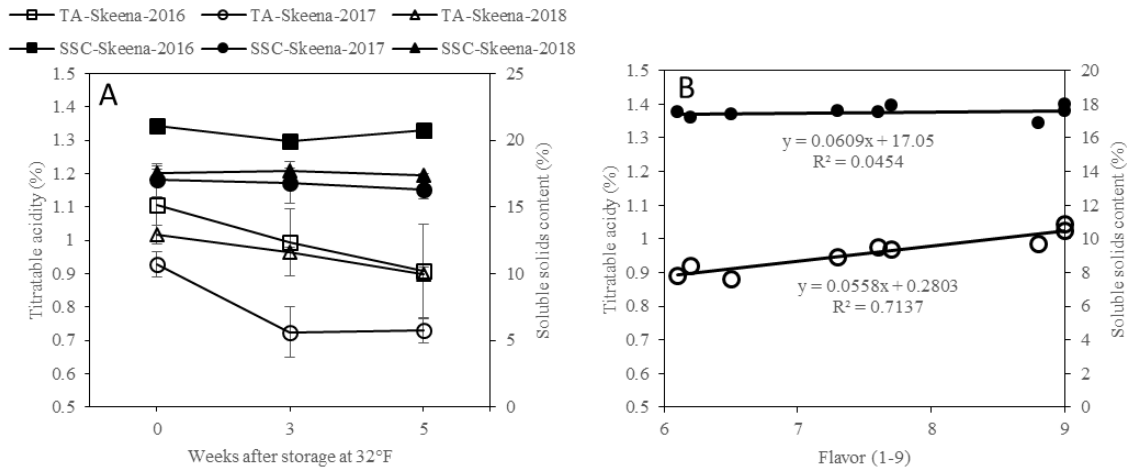 TA-Skeena-2016 TA-Skeena-2017 TA-Skeena-2018
SSC-Skeena-2016 SSC-Skeena-2017 SSC-Skeena-2018
A
Titratable acidity (%)
1.5
1.4
1.3
1.2
1.1
1
0.9
0.8
0.7
0.6
0.5
25
20
15
10
5
0
Soluble solids content (%)
0 3 5
Weeks after storage at 32°F
B
Titratable acidy (%)
1.5
1.4
1.3
1.2
1.1
1
0.9
0.8
0.7
0.6
0.5
y = 0.0609x + 17.05
R² = 0.0454
y = 0.0558x + 0.2803
R² = 0.7137
20
18
16
14
12
10
8
6
4
2
0
Soluble solids content (%)
6 7 8 9
Flavor (1-9)